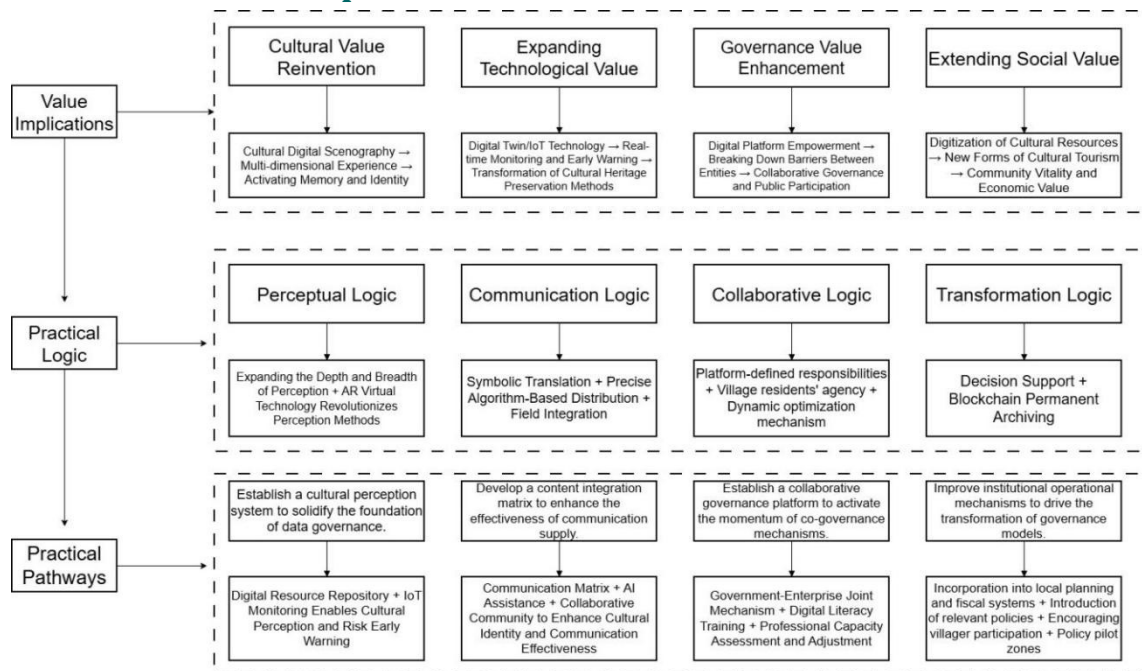 Value
Implications
Cultural Value
Reinvention
Expanding
Technological Value
Governance Value
Enhancement
Extending Social Value
Cultural Digital Scenography →
Multi-dimensional Experience →
Activating Memory and Identity
Digital Twin/IoT Technology → Real-
time Monitoring and Early Warning →
Transformation of Cultural Heritage
Preservation Methods
Digital Platform Empowerment →
Breaking Down Barriers Between
Entities → Collaborative Governance
and Public Participation
Digitization of Cultural Resources
→ New Forms of Cultural Tourism
→ Community Vitality and
Economic Value
Practical
Logic
Perceptual Logic
Communication Logic
Collaborative Logic
Transformation Logic
Expanding the Depth and Breadth
of Perception + AR Virtual
Technology Revolutionizes
Perception Methods
Symbolic Translation + Precise
Algorithm-Based Distribution +
Field Integration
Platform-defined responsibilities
+ Village residents' agency +
Dynamic optimization
mechanism
Decision Support +
Blockchain Permanent
Archiving
Practical
Pathways
Establish a cultural perception
system to solidify the foundation
of data governance.
Develop a content integration
matrix to enhance the
effectiveness of communication
supply.
Establish a collaborative
governance platform to activate
the momentum of co-governance
mechanisms.
Improve institutional operational
mechanisms to drive the
transformation of governance
models.
Digital Resource Repository + IoT
Monitoring Enables Cultural
Perception and Risk Early
Warning
Communication Matrix + AI
Assistance + Collaborative
Community to Enhance Cultural
Identity and Communication
Effectiveness
Government-Enterprise Joint
Mechanism + Digital Literacy
Training + Professional Capacity
Assessment and Adjustment
Incorporation into local planning
and fiscal systems + Introduction
of relevant policies + Encouraging
villager participation + Policy pilot
zones